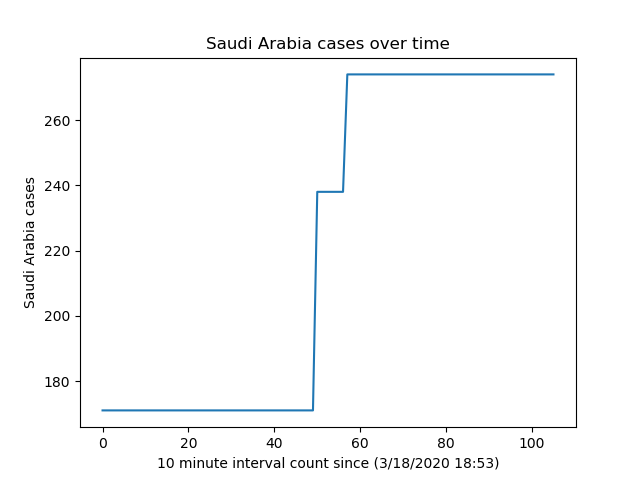 Saudi Arabia cases over time
260
240
220
200
180
Saudi Arabia cases
0 20 40 60 80 100
10 minute interval count since (3/18/2020 18:53)